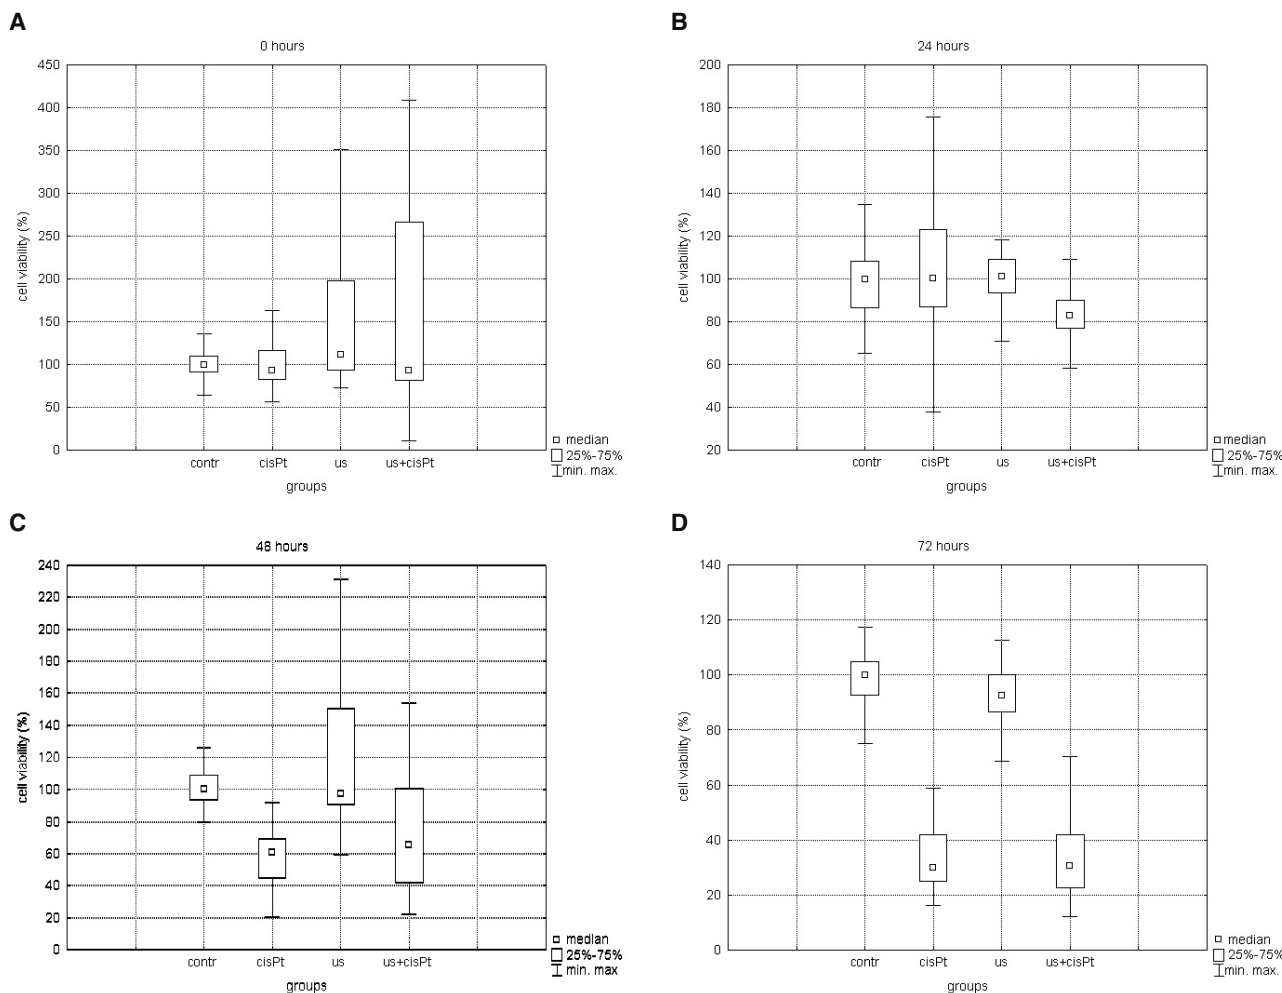 A
0 hours
450
400
350
300
250
200
150
100
50
0
cell viability (%)
contr cisPt us us+cisPt
groups
median
25%-75%
min. max.
B
24 hours
200
180
160
140
120
100
80
60
40
20
cell viability (%)
contr cisPt us us+cisPt
groups
median
25%-75%
min. max.
C
48 hours
240
220
200
180
160
140
120
100
80
60
40
20
0
cell viability (%)
contr cisPt us us+cisPt
groups
median
25%-75%
min. max
D
72 hours
140
120
100
80
60
40
20
0
cell viability (%)
contr cisPt us us+cisPt
groups
median
25%-75%
min. max.